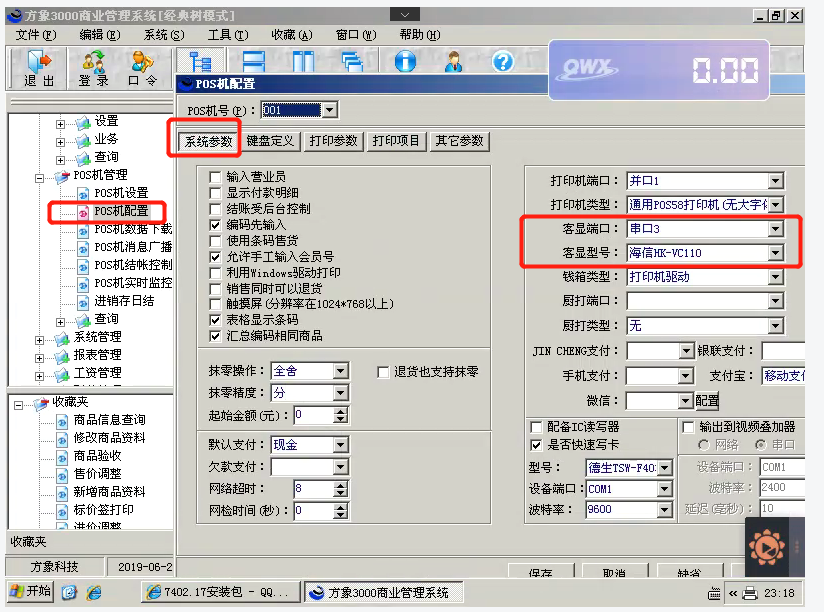 方象3000商业管理系统[经典树模式]
文件(F) 编辑(E) 系统(S) 工具(T) 收藏(A) 窗口(W) 帮助(H)
退出 登录 口令
QWX 0.00
POS机配置
POS机号(P): 001
系统参数 键盘定义 打印参数 打印项目 其它参数
设置
业务
查询
POS机管理
POS机设置
POS机配置
POS机数据下载
POS机消息广播
POS机结帐控制
POS机实时监控
进销存日结
查询
系统管理
报表管理
工资管理
收藏夹
商品信息查询
修改商品资料
商品验收
售价调整
新增商品资料
标价签打印
进价调整
收藏夹
输入营业员
显示付款明细
结账受后台控制
编码先输入
使用条码售货
允许手工输入会员号
利用Windows驱动打印
销售同时可以退货
触摸屏(分辨率在1024*768以上)
表格显示条码
汇总编码相同商品
抹零操作: 全舍
退货也支持抹零
抹零精度: 分
起始金额(元): 0
默认支付: 现金
欠款支付:
网络超时: 8
网检时间(秒): 0
打印机端口: 并口1
打印机类型: 通用POS58打印机(无大字体
客显端口: 串口3
客显型号: 海信HK-VC110
钱箱类型: 打印机驱动
厨打端口:
厨打类型: 无
JIN CHENG支付: 银联支付:
手机支付: 支付宝: 移动支付
微信: 配置
配备IC读写器
是否快速写卡
型号: 德生TSW-F40
设备端口: COM1
波特率: 9600
输出到视频叠加器
网络 串口
设备端口: COM1
波特率: 2400
延迟(毫秒): 10
保存 取消 缺省
方象科技 2019-06-2
开始 7402.17安装包 - QQ... 方象3000商业管理系统 « 23:18